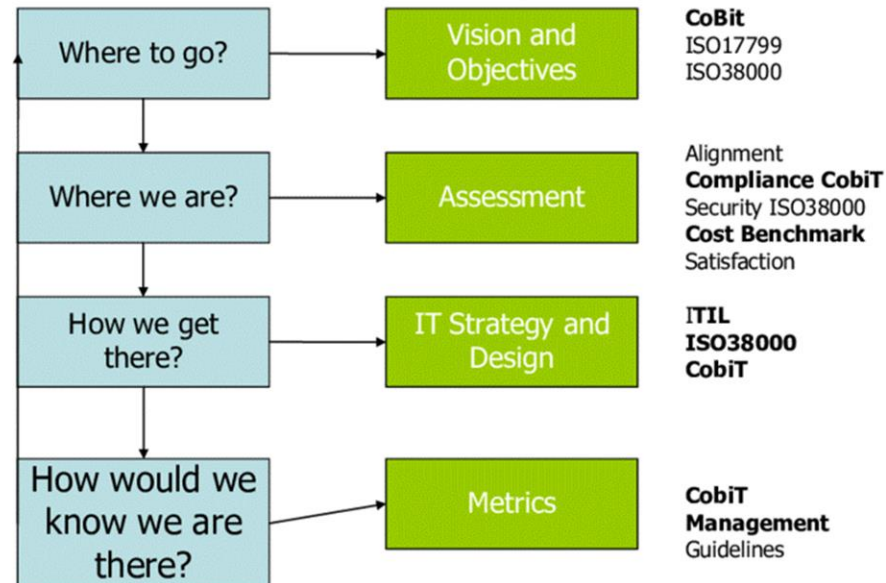 Where to go?
Vision and
Objectives
CoBit
ISO17799
ISO38000
Where we are?
Assessment
Alignment
Compliance CobiT
Security ISO38000
Cost Benchmark
Satisfaction
How we get
there?
IT Strategy and
Design
ITIL
ISO38000
CobiT
How would we
know we are
there?
Metrics
CobiT
Management
Guidelines